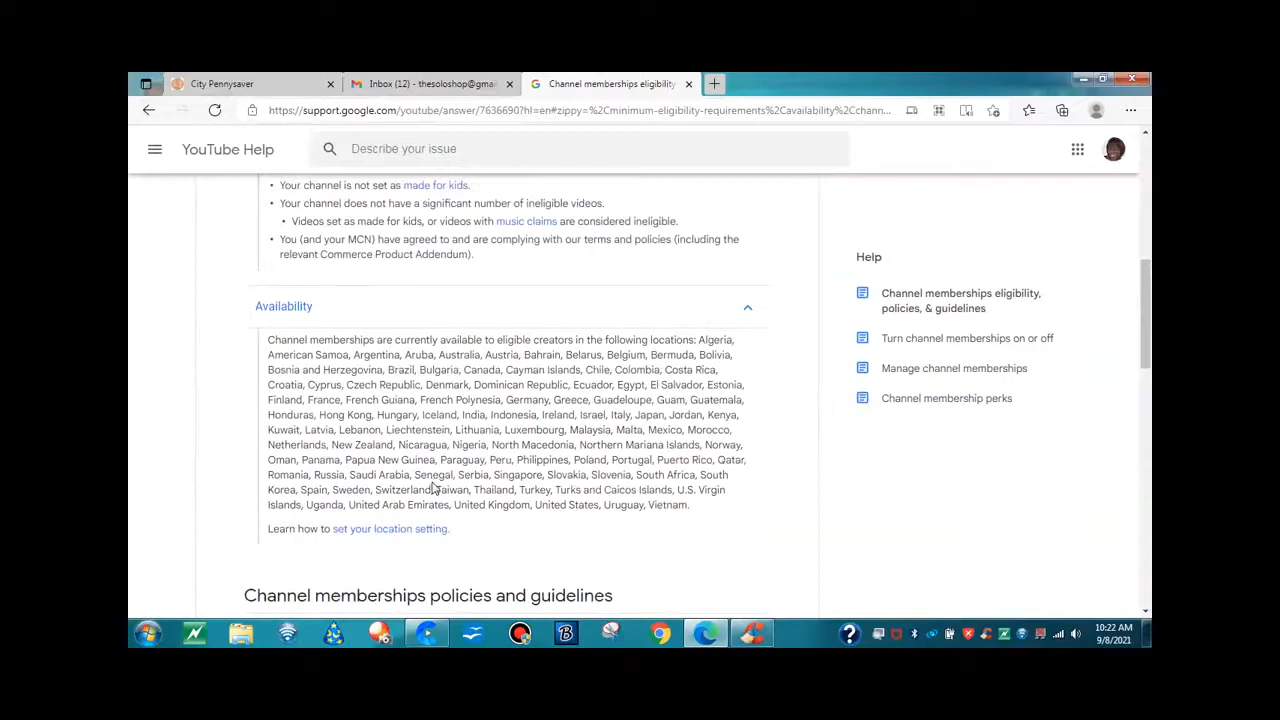 City Pennysaver
Inbox (12) - thesoloshop@gmai
Channel memberships eligibility
https://support.google.com/youtube/answer/7636690?hl=en#zippy=%2Cminimum-eligibility-requirements%2Cavailability%2Cchann...
YouTube Help
Describe your issue
• Your channel is not set as made for kids.
• Your channel does not have a significant number of ineligible videos.
• Videos set as made for kids, or videos with music claims are considered ineligible.
• You (and your MCN) have agreed to and are complying with our terms and policies (including the
relevant Commerce Product Addendum).
Availability
Channel memberships are currently available to eligible creators in the following locations: Algeria,
American Samoa, Argentina, Aruba, Australia, Austria, Bahrain, Belarus, Belgium, Bermuda, Bolivia,
Bosnia and Herzegovina, Brazil, Bulgaria, Canada, Cayman Islands, Chile, Colombia, Costa Rica,
Croatia, Cyprus, Czech Republic, Denmark, Dominican Republic, Ecuador, Egypt, El Salvador, Estonia,
Finland, France, French Guiana, French Polynesia, Germany, Greece, Guadeloupe, Guam, Guatemala,
Honduras, Hong Kong, Hungary, Iceland, India, Indonesia, Ireland, Israel, Italy, Japan, Jordan, Kenya,
Kuwait, Latvia, Lebanon, Liechtenstein, Lithuania, Luxembourg, Malaysia, Malta, Mexico, Morocco,
Netherlands, New Zealand, Nicaragua, Nigeria, North Macedonia, Northern Mariana Islands, Norway,
Oman, Panama, Papua New Guinea, Paraguay, Peru, Philippines, Poland, Portugal, Puerto Rico, Qatar,
Romania, Russia, Saudi Arabia, Senegal, Serbia, Singapore, Slovakia, Slovenia, South Africa, South
Korea, Spain, Sweden, Switzerland, Taiwan, Thailand, Turkey, Turks and Caicos Islands, U.S. Virgin
Islands, Uganda, United Arab Emirates, United Kingdom, United States, Uruguay, Vietnam.
Learn how to set your location setting.
Channel memberships policies and guidelines
Help
Channel memberships eligibility,
policies, & guidelines
Turn channel memberships on or off
Manage channel memberships
Channel membership perks
10:22 AM
9/8/2021